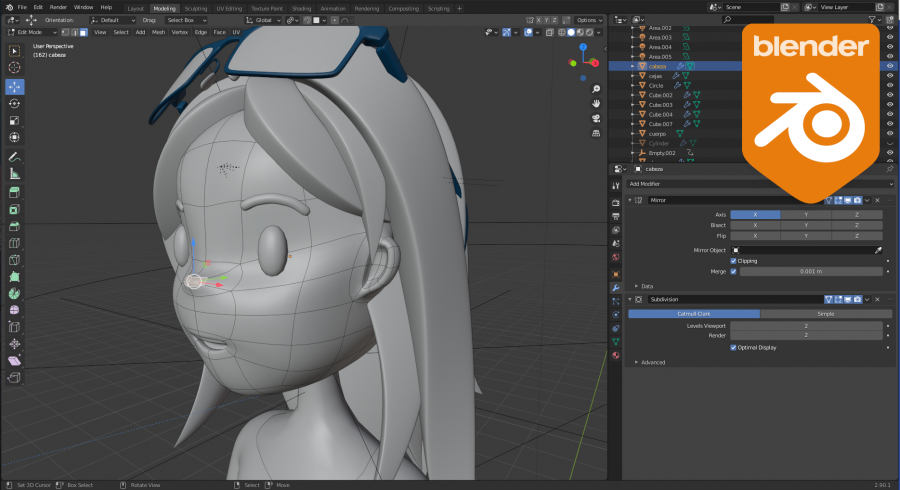 File Edit Render Window Help Layout Modeling Sculpting UV Editing Texture Paint Shading Animation Rendering Compositing Scripting Scene View Layer
Orientation: Default Drag: Select Box Global X Y Z Options
Edit Mode View Select Add Mesh Vertex Edge Face UV
User Perspective
(162) cabeza
Area.002
Area.003
Area.004
Area.005
cabeza
cejas
Circle
Cube.002
Cube.003
Cube.004
Cube.007
cuerpo
Cylinder
Empty.002
blender
cabeza
Add Modifier
Mirror
Axis X Y Z
Bisect X Y Z
Flip X Y Z
Mirror Object
Clipping
Merge 0.001 m
Data
Subdivision
Catmull-Clark Simple
Levels Viewport 2
Render 2
Optimal Display
Advanced
Set 3D Cursor Box Select Rotate View Select Move 2.90.1